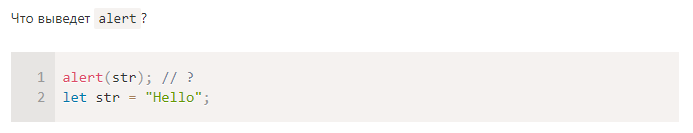 Что выведет alert?
1 alert(str); // ?
2 let str = "Hello";